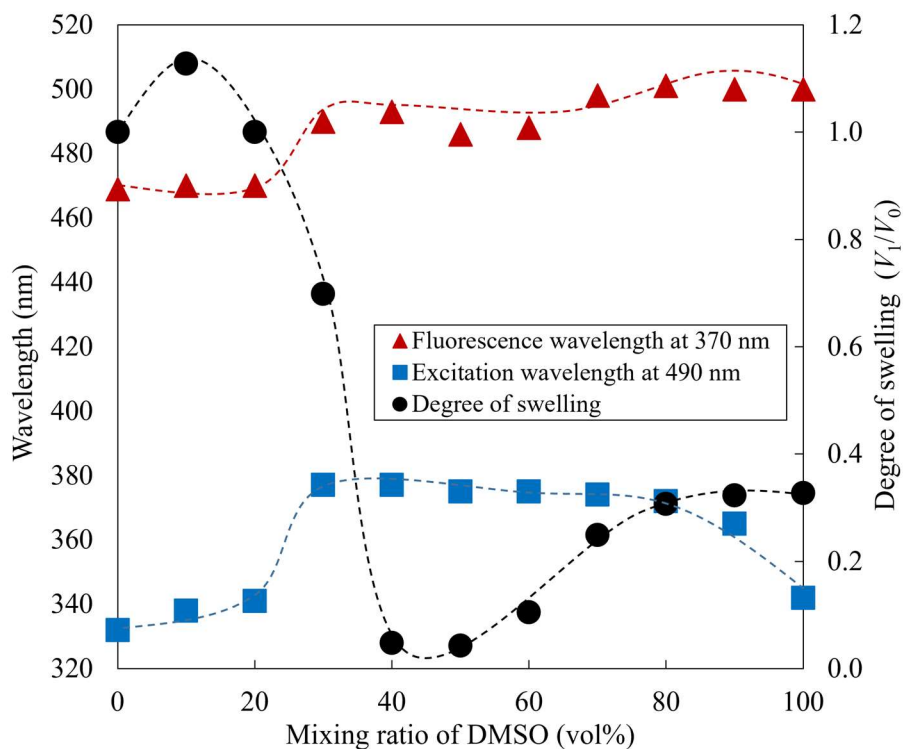 520
500
480
460
440
420
400
380
360
340
320
Wavelength (nm)
1.2
1.0
0.8
0.6
0.4
0.2
0.0
Degree of swelling (V1/V0)
Fluorescence wavelength at 370 nm
Excitation wavelength at 490 nm
Degree of swelling
0 20 40 60 80 100
Mixing ratio of DMSO (vol%)